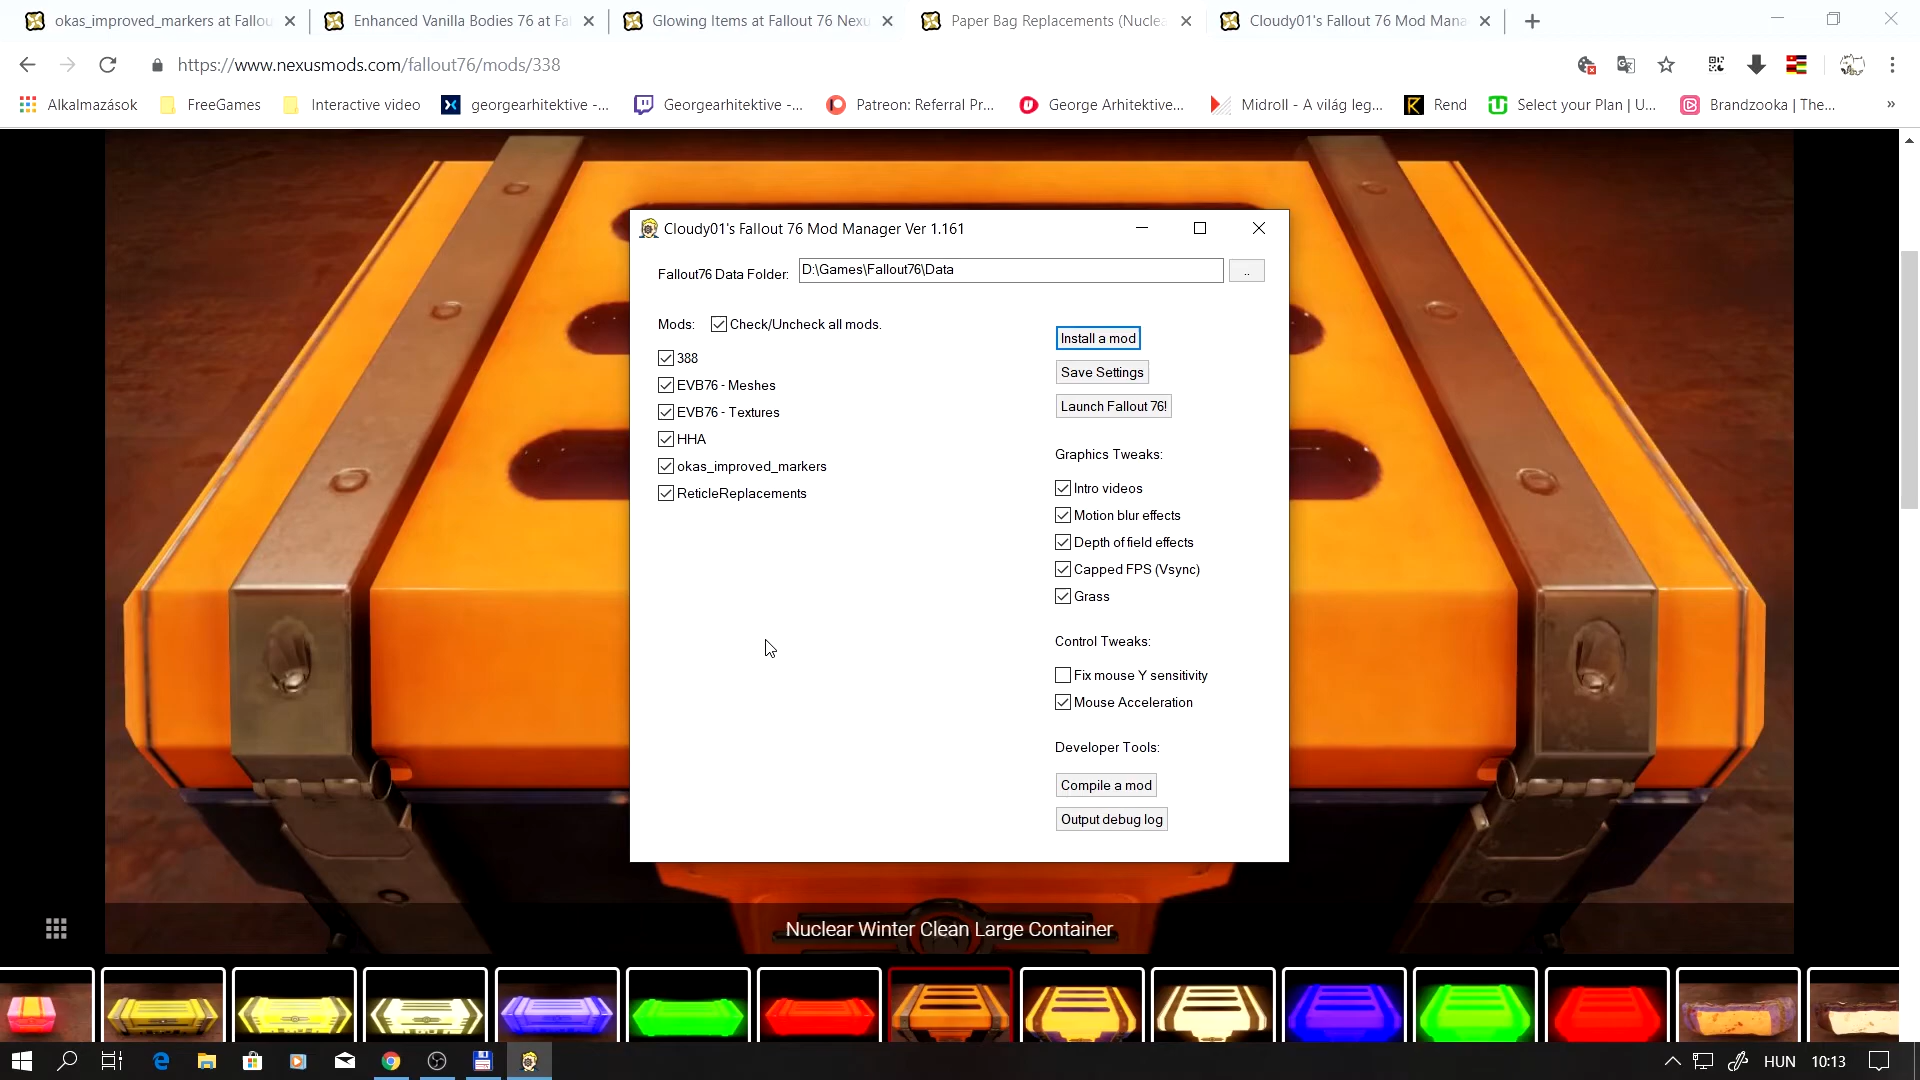 okas_improved_markers at Fallou
Enhanced Vanilla Bodies 76 at Fa
Glowing Items at Fallout 76 Nexu
Paper Bag Replacements (Nuclea
Cloudy01's Fallout 76 Mod Mana
https://www.nexusmods.com/fallout76/mods/338
Alkalmazások
FreeGames
Interactive video
georgearhitektive -...
Georgearhitektive -...
Patreon: Referral Pr...
George Arhitektive...
Midroll - A világ leg...
Rend
Select your Plan | U...
Brandzooka | The...
»
Cloudy01's Fallout 76 Mod Manager Ver 1.161
Fallout76 Data Folder:
D:\Games\Fallout76\Data
..
Mods:
Check/Uncheck all mods.
388
EVB76 - Meshes
EVB76 - Textures
HHA
okas_improved_markers
ReticleReplacements
Install a mod
Save Settings
Launch Fallout 76!
Graphics Tweaks:
Intro videos
Motion blur effects
Depth of field effects
Capped FPS (Vsync)
Grass
Control Tweaks:
Fix mouse Y sensitivity
Mouse Acceleration
Developer Tools:
Compile a mod
Output debug log
Nuclear Winter Clean Large Container
HUN
10:13